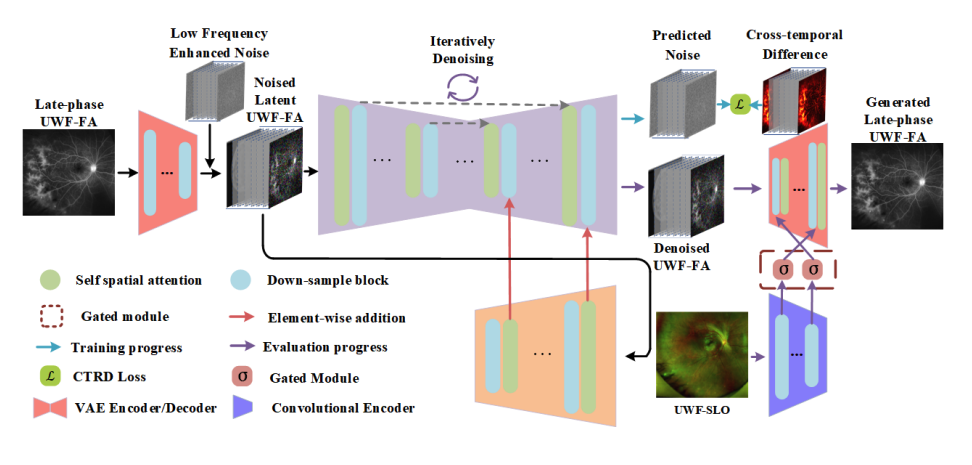 Low Frequency
Enhanced Noise
Iteratively
Denoising
Predicted
Noise
Cross-temporal
Difference
Late-phase
UWF-FA
Noised
Latent
UWF-FA
Generated
Late-phase
UWF-FA
ℒ
...
...
...
...
...
Denoised
UWF-FA
σ
σ
Self spatial attention
Down-sample block
Gated module
Element-wise addition
Training progress
Evaluation progress
ℒ
CTRD Loss
σ
Gated Module
VAE Encoder/Decoder
Convolutional Encoder
...
...
UWF-SLO